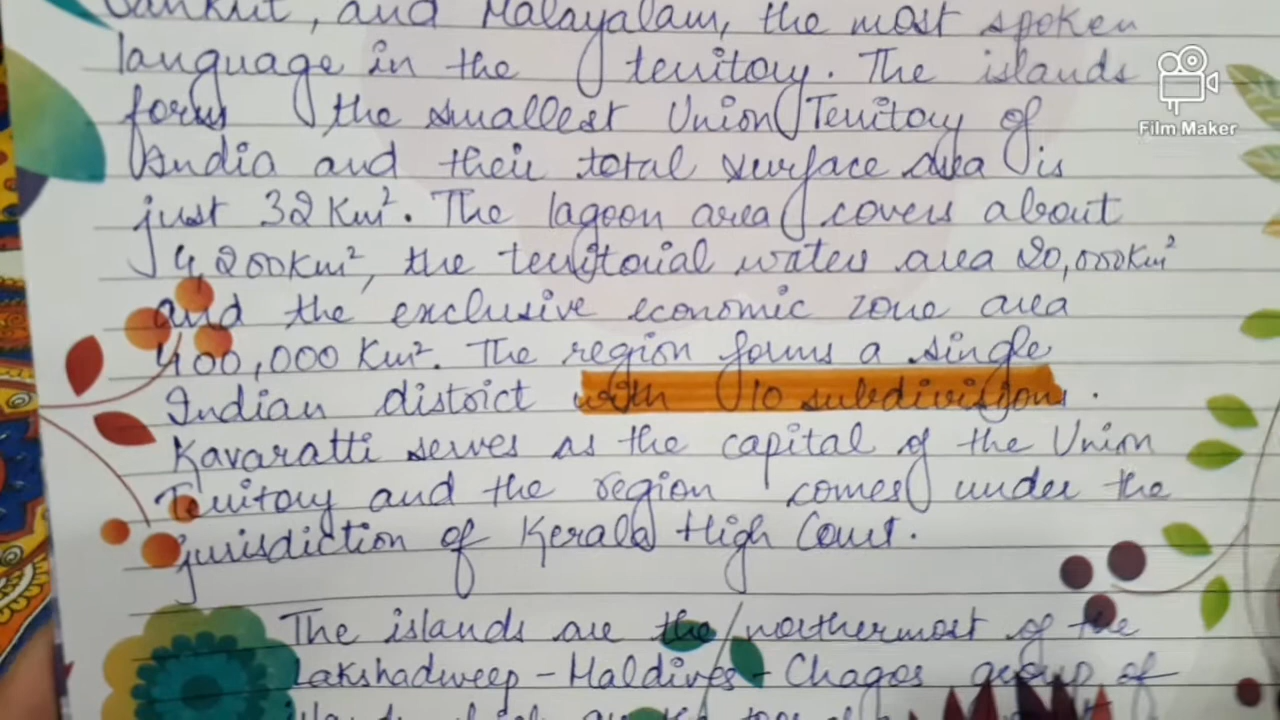 and Malayalam, the most spoken
language in the territory. The islands
form the smallest Union Territory of
India and their total surface area is
just 32 Km². The lagoon area covers about
4,200 Km², the territorial waters area 20,000 Km²
and the exclusive economic zone area
400,000 Km². The region forms a single
Indian district with 10 subdivisions.
Kavaratti serves as the capital of the Union
Territory and the region comes under the
jurisdiction of Kerala High Court.
The islands are the northermost of the
Lakshadweep - Maldives - Chagos group of
Film Maker